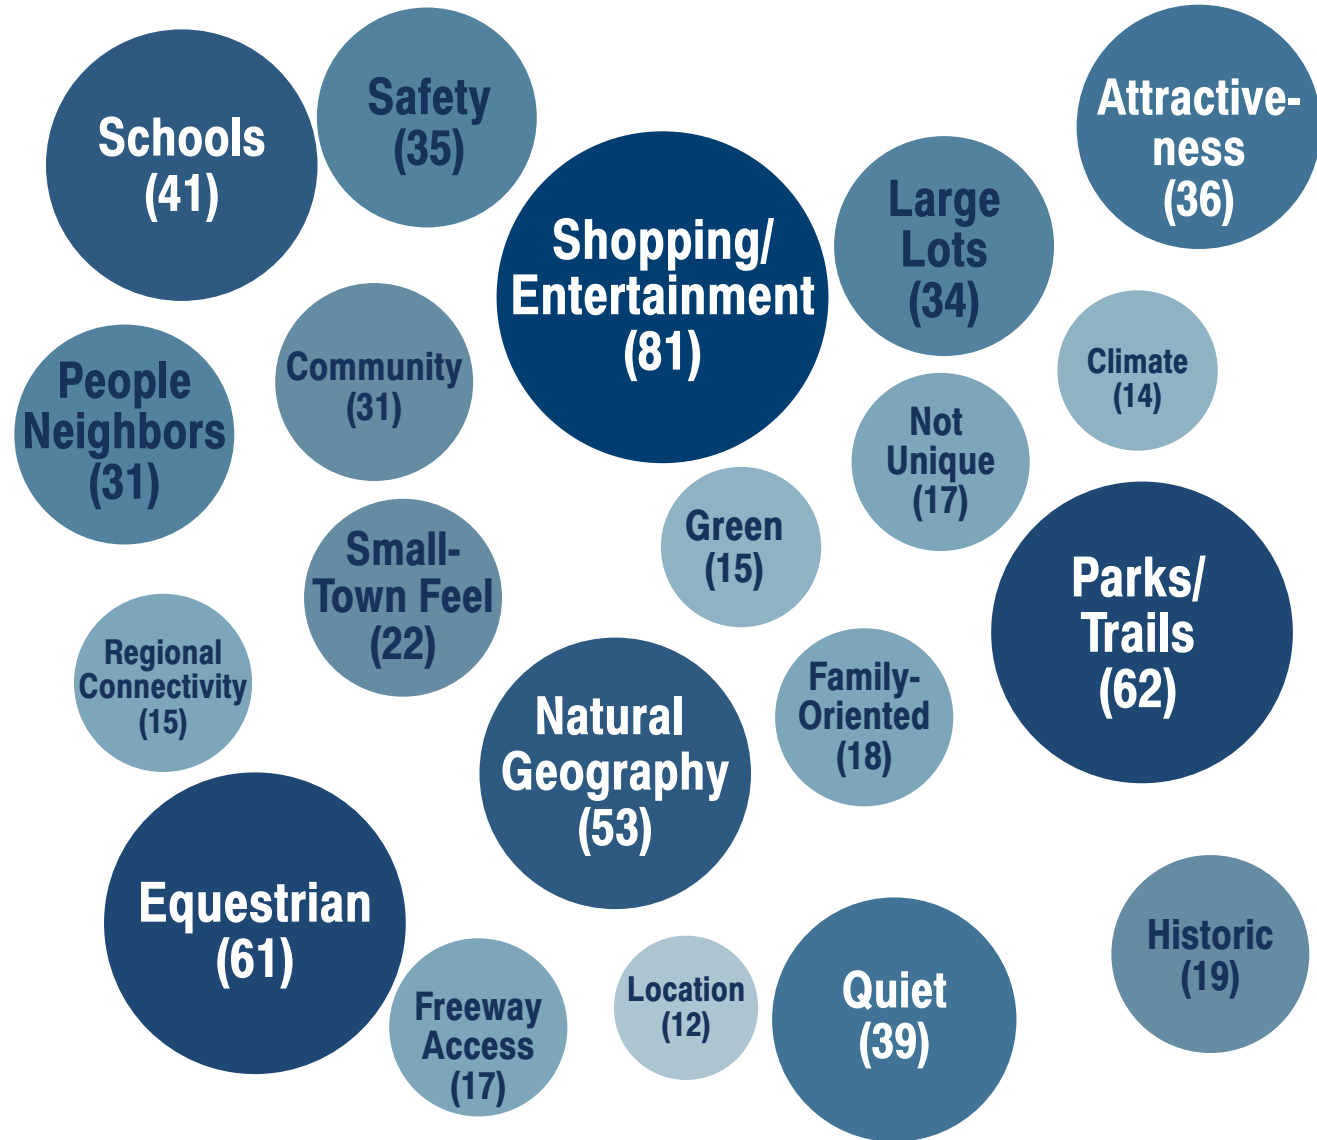 Schools
(41)
Safety
(35)
Shopping/
Entertainment
(81)
Large
Lots
(34)
Attractive-
ness
(36)
People
Neighbors
(31)
Community
(31)
Climate
(14)
Not
Unique
(17)
Green
(15)
Small-
Town Feel
(22)
Parks/
Trails
(62)
Regional
Connectivity
(15)
Natural
Geography
(53)
Family-
Oriented
(18)
Equestrian
(61)
Freeway
Access
(17)
Location
(12)
Quiet
(39)
Historic
(19)